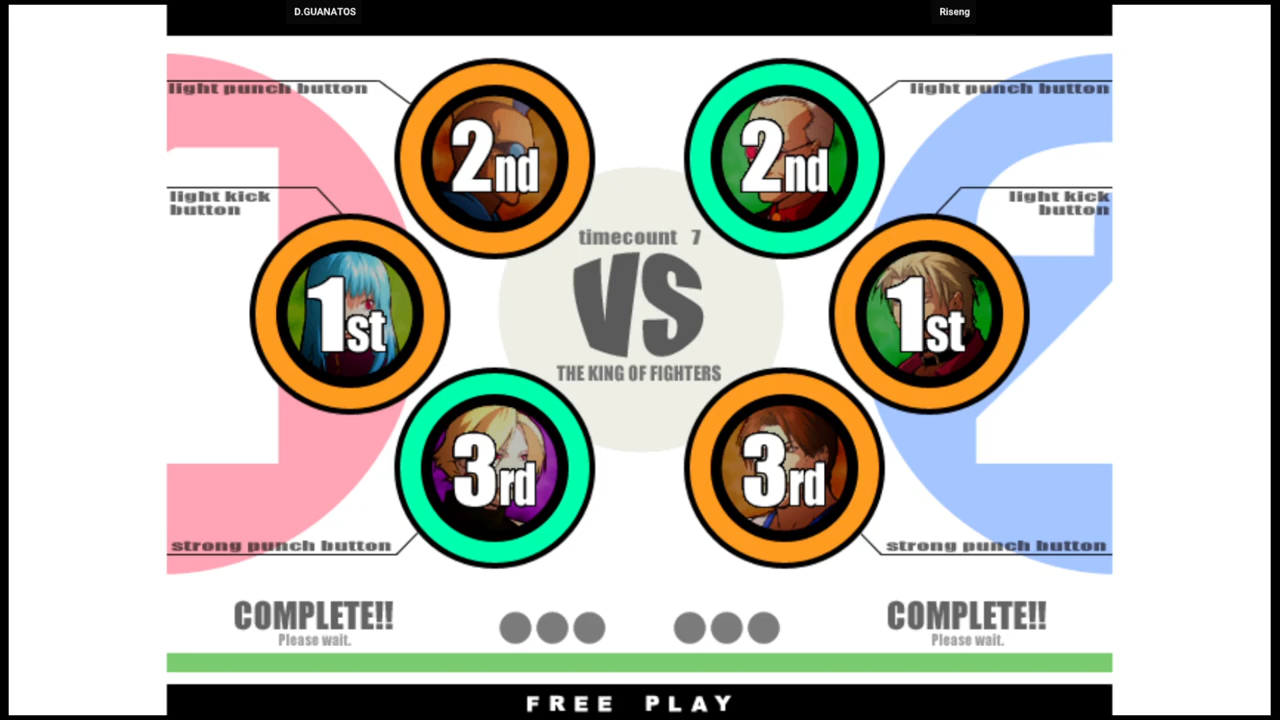 D.GUANATOS
Riseng
light punch button
light punch button
2nd
2nd
light kick
button
light kick
button
timecount 7
VS
THE KING OF FIGHTERS
1st
1st
3rd
3rd
strong punch button
strong punch button
COMPLETE!!
Please wait.
COMPLETE!!
Please wait.
FREE PLAY